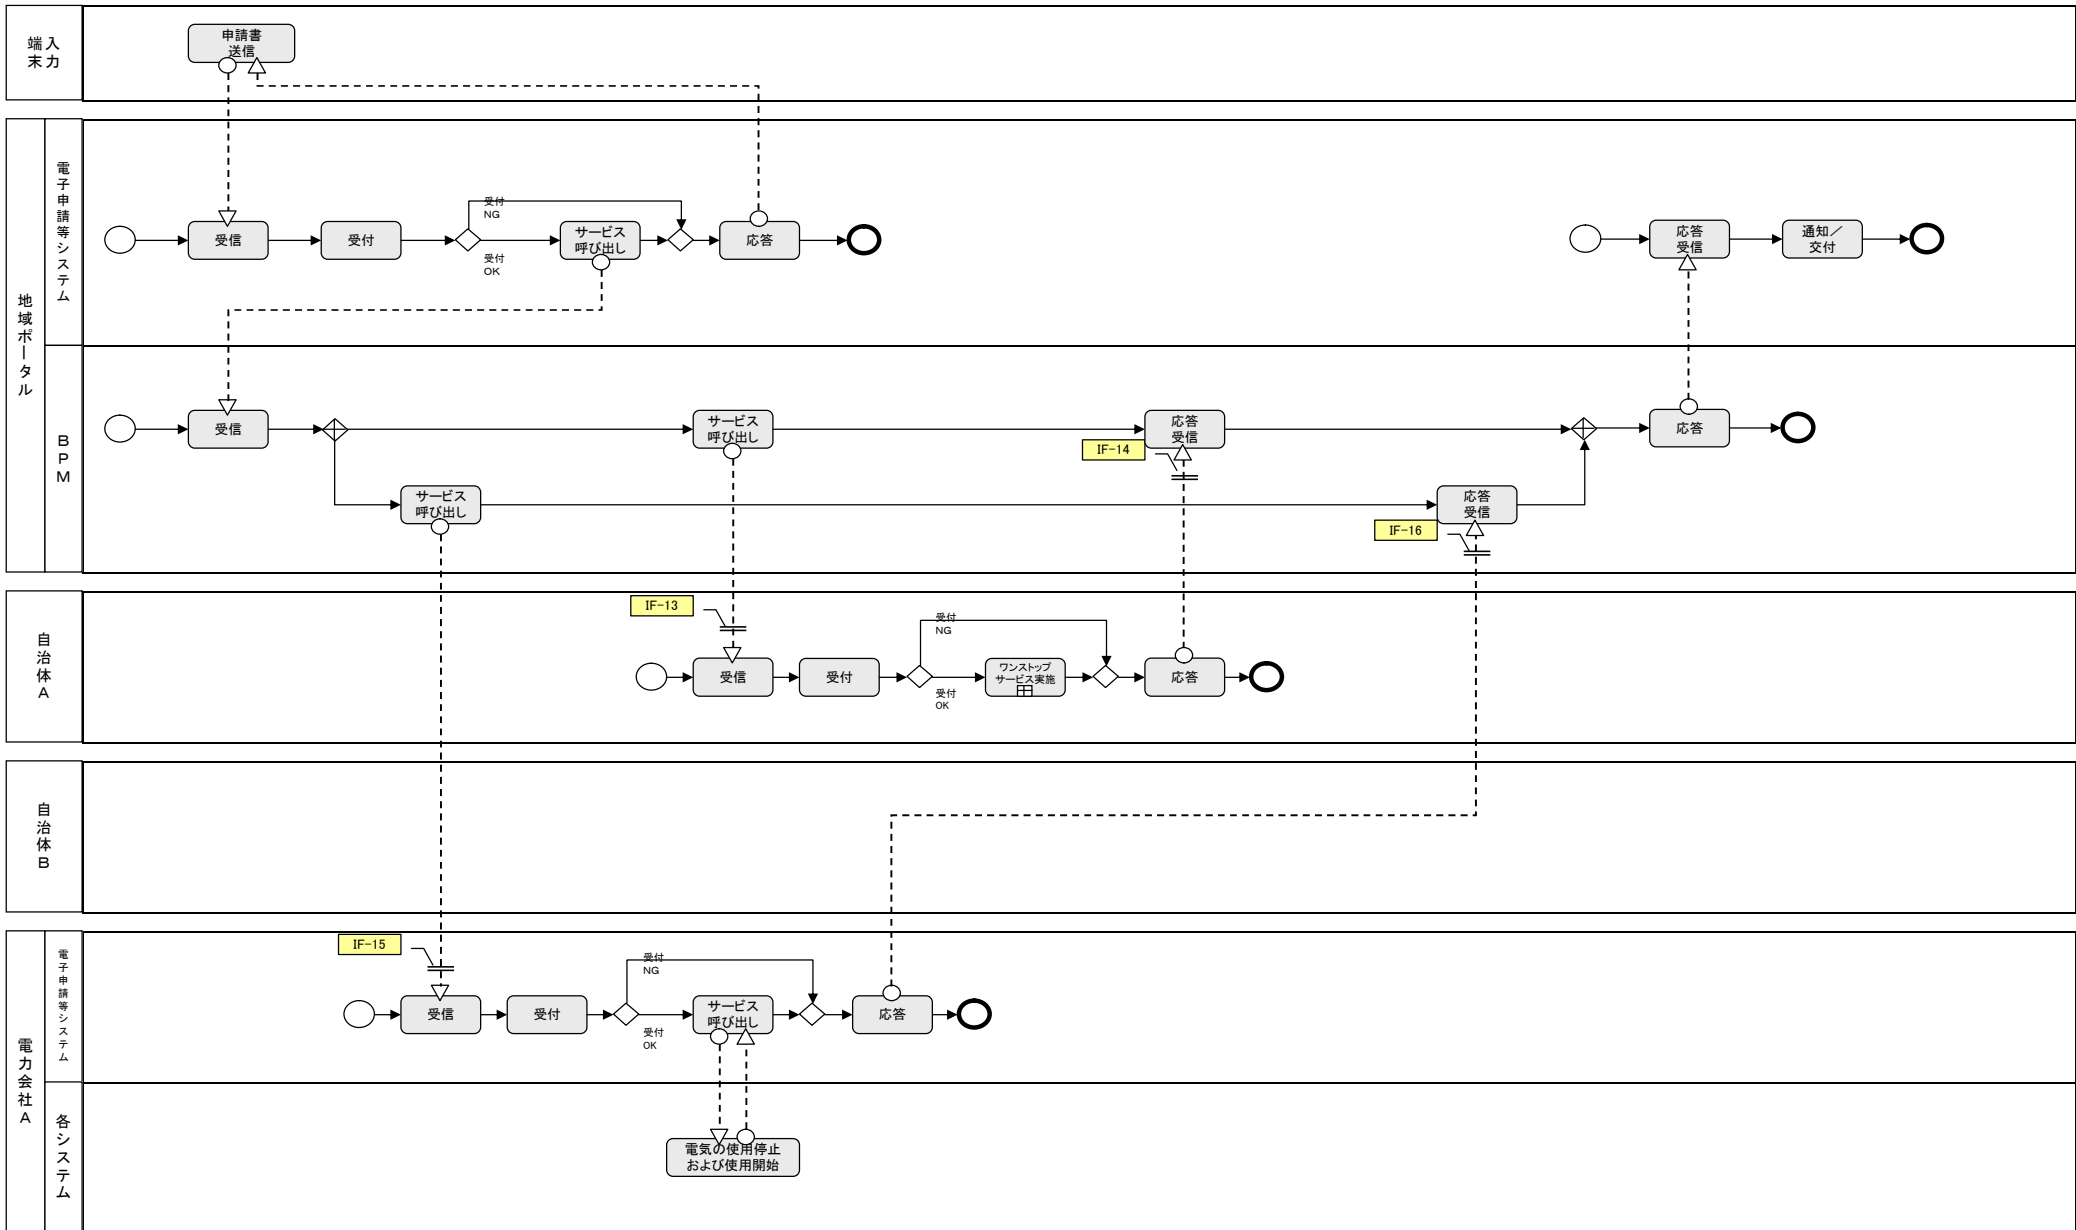 入力
端末
申請書
送信
地域ポータル
電子申請等システム
受信
受付
受付
NG
受付
OK
サービス
呼び出し
応答
応答
受信
通知／
交付
BPM
受信
サービス
呼び出し
応答
受信
IF-14
応答
サービス
呼び出し
応答
受信
IF-16
自治体A
IF-13
受信
受付
受付
NG
受付
OK
ワンストップ
サービス実施
応答
自治体B
電力会社A
電子申請等システム
IF-15
受信
受付
受付
NG
受付
OK
サービス
呼び出し
応答
各システム
電気の使用停止
および使用開始